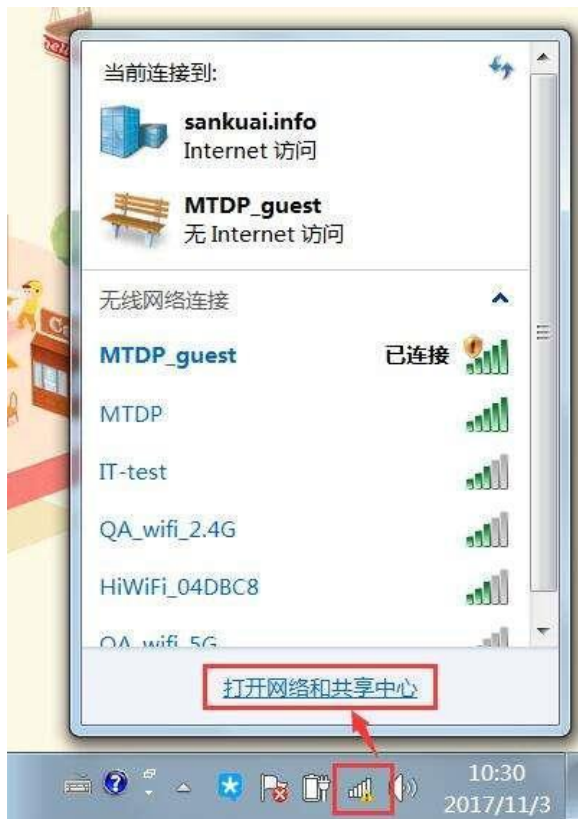 当前连接到:
sankuai.info
Internet 访问
MTDP_guest
无 Internet 访问
无线网络连接
MTDP_guest 已连接
MTDP
IT-test
QA_wifi_2.4G
HiWiFi_04DBC8
QA_wifi_5G
打开网络和共享中心
10:30
2017/11/3